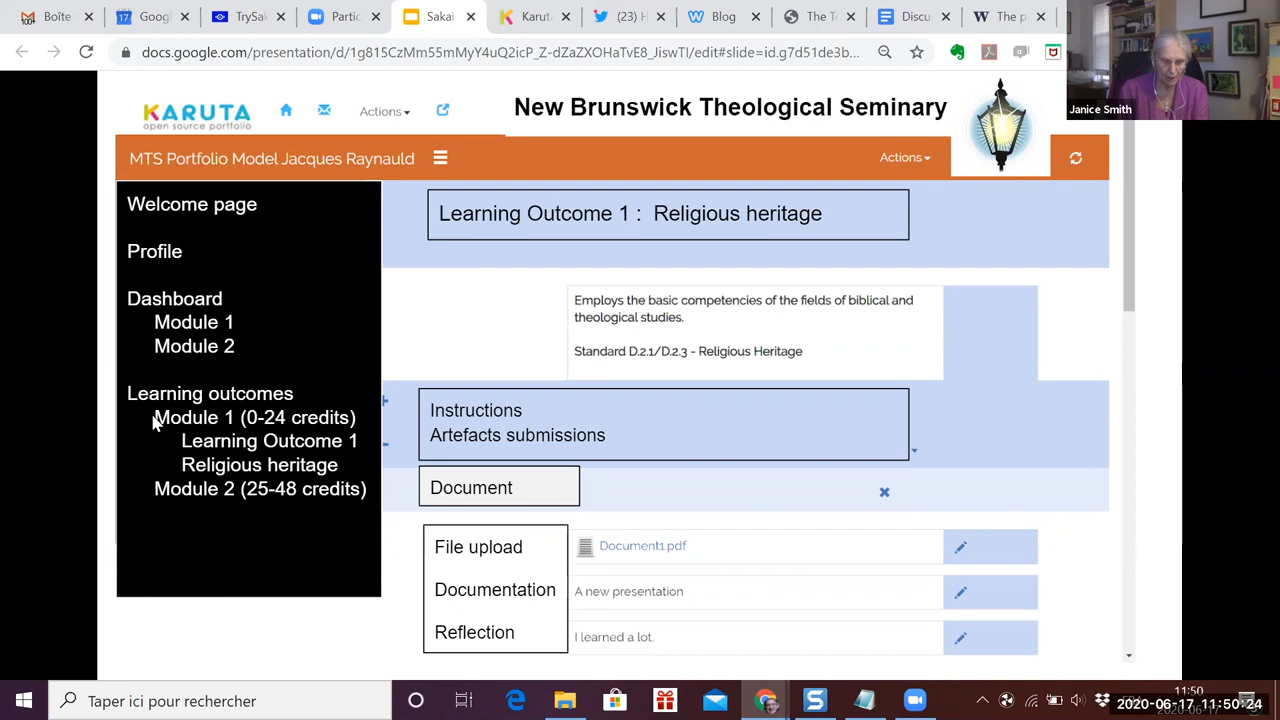 Boîte
Googl
TrySak
Partic
Sakai
Karuta
(23) H
Blog
The T
Discu
The p
docs.google.com/presentation/d/1q815CzMm55mMyY4uQ2icP_Z-dZaZXOHaTvE8_JiswTI/edit#slide=id.g7d51de3b...
Janice Smith
KARUTA
open source portfolio
Actions
New Brunswick Theological Seminary
MTS Portfolio Model Jacques Raynauld
Actions
Welcome page
Profile
Dashboard
Module 1
Module 2
Learning outcomes
Module 1 (0-24 credits)
Learning Outcome 1
Religious heritage
Module 2 (25-48 credits)
Learning Outcome 1 : Religious heritage
Employs the basic competencies of the fields of biblical and
theological studies.
Standard D.2.1/D.2.3 - Religious Heritage
Instructions
Artefacts submissions
Document
File upload
Document1.pdf
Documentation
A new presentation
Reflection
I learned a lot.
Taper ici pour rechercher
11:50
2020-06-17 11:50:24